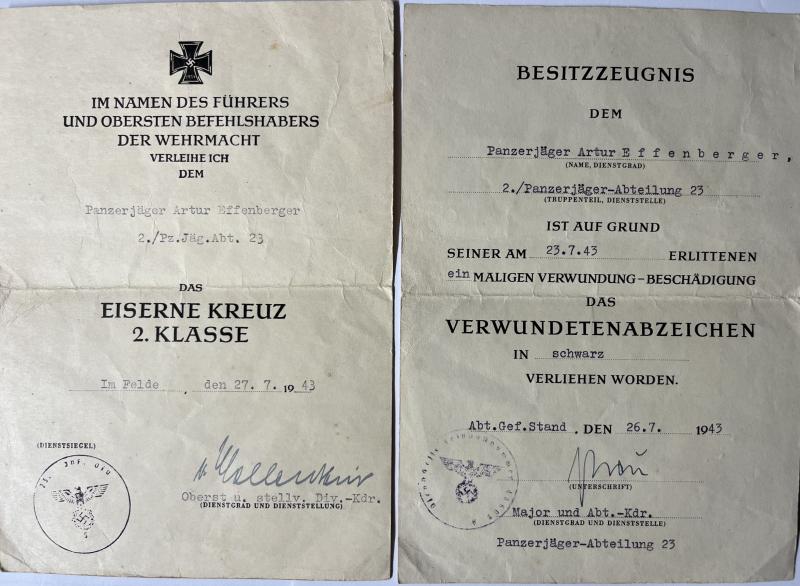 IM NAMEN DES FÜHRERS
UND OBERSTEN BEFEHLSHABERS
DER WEHRMACHT
VERLEIHE ICH
DEM
Panzerjäger Artur Effenberger
2./Pz.Jäg.Abt. 23
DAS
EISERNE KREUZ
2. KLASSE
Im Felde , den 27. 7. 19 43
(DIENSTSIEGEL)
Oberst u. stellv. Div.-Kdr.
(DIENSTGRAD UND DIENSTSTELLUNG)
BESITZZEUGNIS
DEM
Panzerjäger Artur Effenberger,
(NAME, DIENSTGRAD)
2./Panzerjäger-Abteilung 23
(TRUPPENTEIL, DIENSTSTELLE)
IST AUF GRUND
SEINER AM 23.7.43 ERLITTENEN
ein MALIGEN VERWUNDUNG–BESCHÄDIGUNG
DAS
VERWUNDETENABZEICHEN
IN schwarz
VERLIEHEN WORDEN.
Abt.Gef.Stand , DEN 26.7. 1943
(UNTERSCHRIFT)
Major und Abt.-Kdr.
(DIENSTGRAD UND DIENSTSTELLE)
Panzerjäger-Abteilung 23